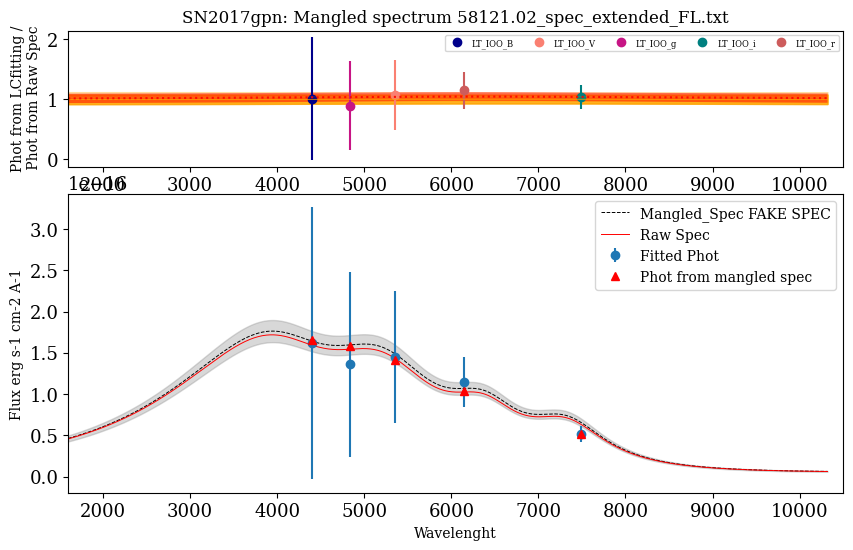 SN2017gpn: Mangled spectrum 58121.02_spec_extended_FL.txt
Phot from LCfitting /
Phot from Raw Spec
2
1
0
LT_IOO_B LT_IOO_V LT_IOO_g LT_IOO_i LT_IOO_r
2000 3000 4000 5000 6000 7000 8000 9000 10000
1e−16
Flux erg s-1 cm-2 A-1
3.0
2.5
2.0
1.5
1.0
0.5
0.0
Mangled_Spec FAKE SPEC
Raw Spec
Fitted Phot
Phot from mangled spec
2000 3000 4000 5000 6000 7000 8000 9000 10000
Wavelenght